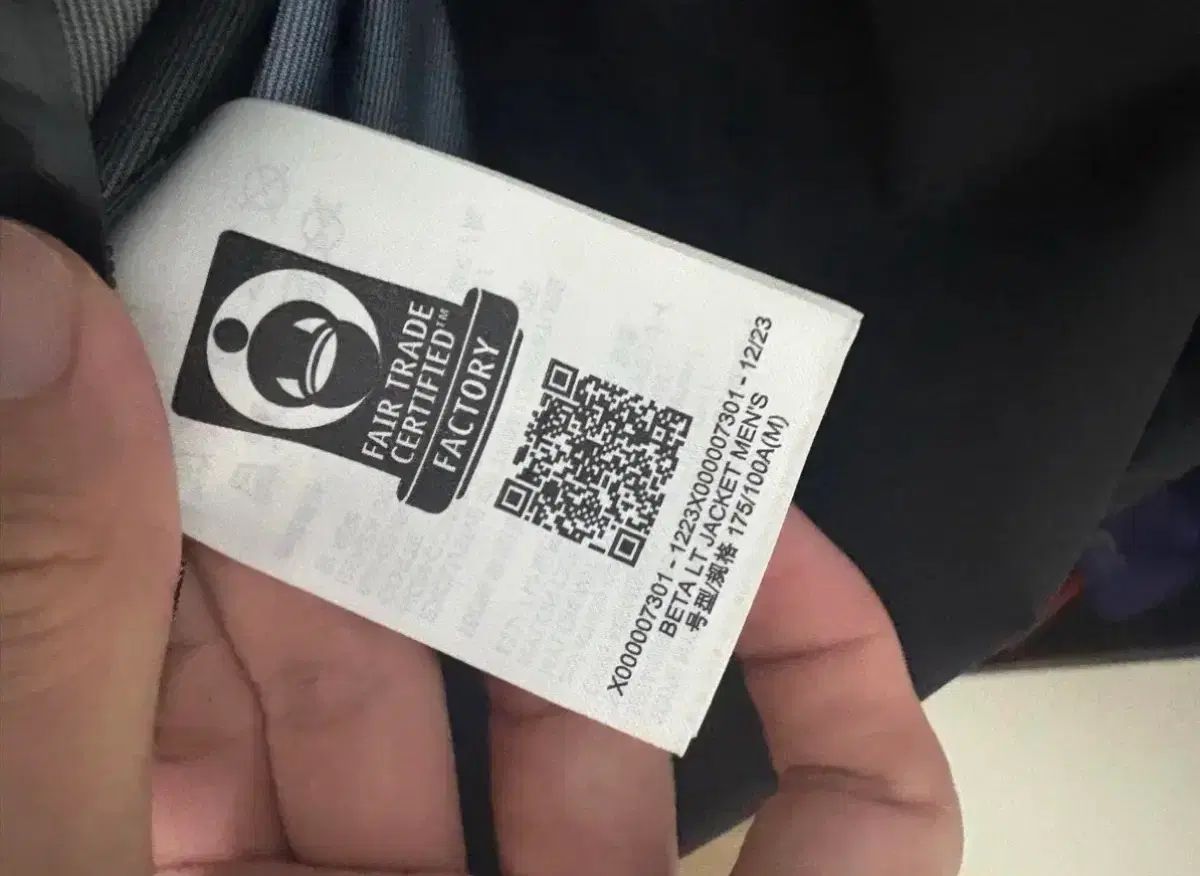 FAIR TRADE
CERTIFIED™
FACTORY
X000007301 - 1223X000007301 - 12/23
BETA LT JACKET MEN'S
号型/规格 175/100A(M)